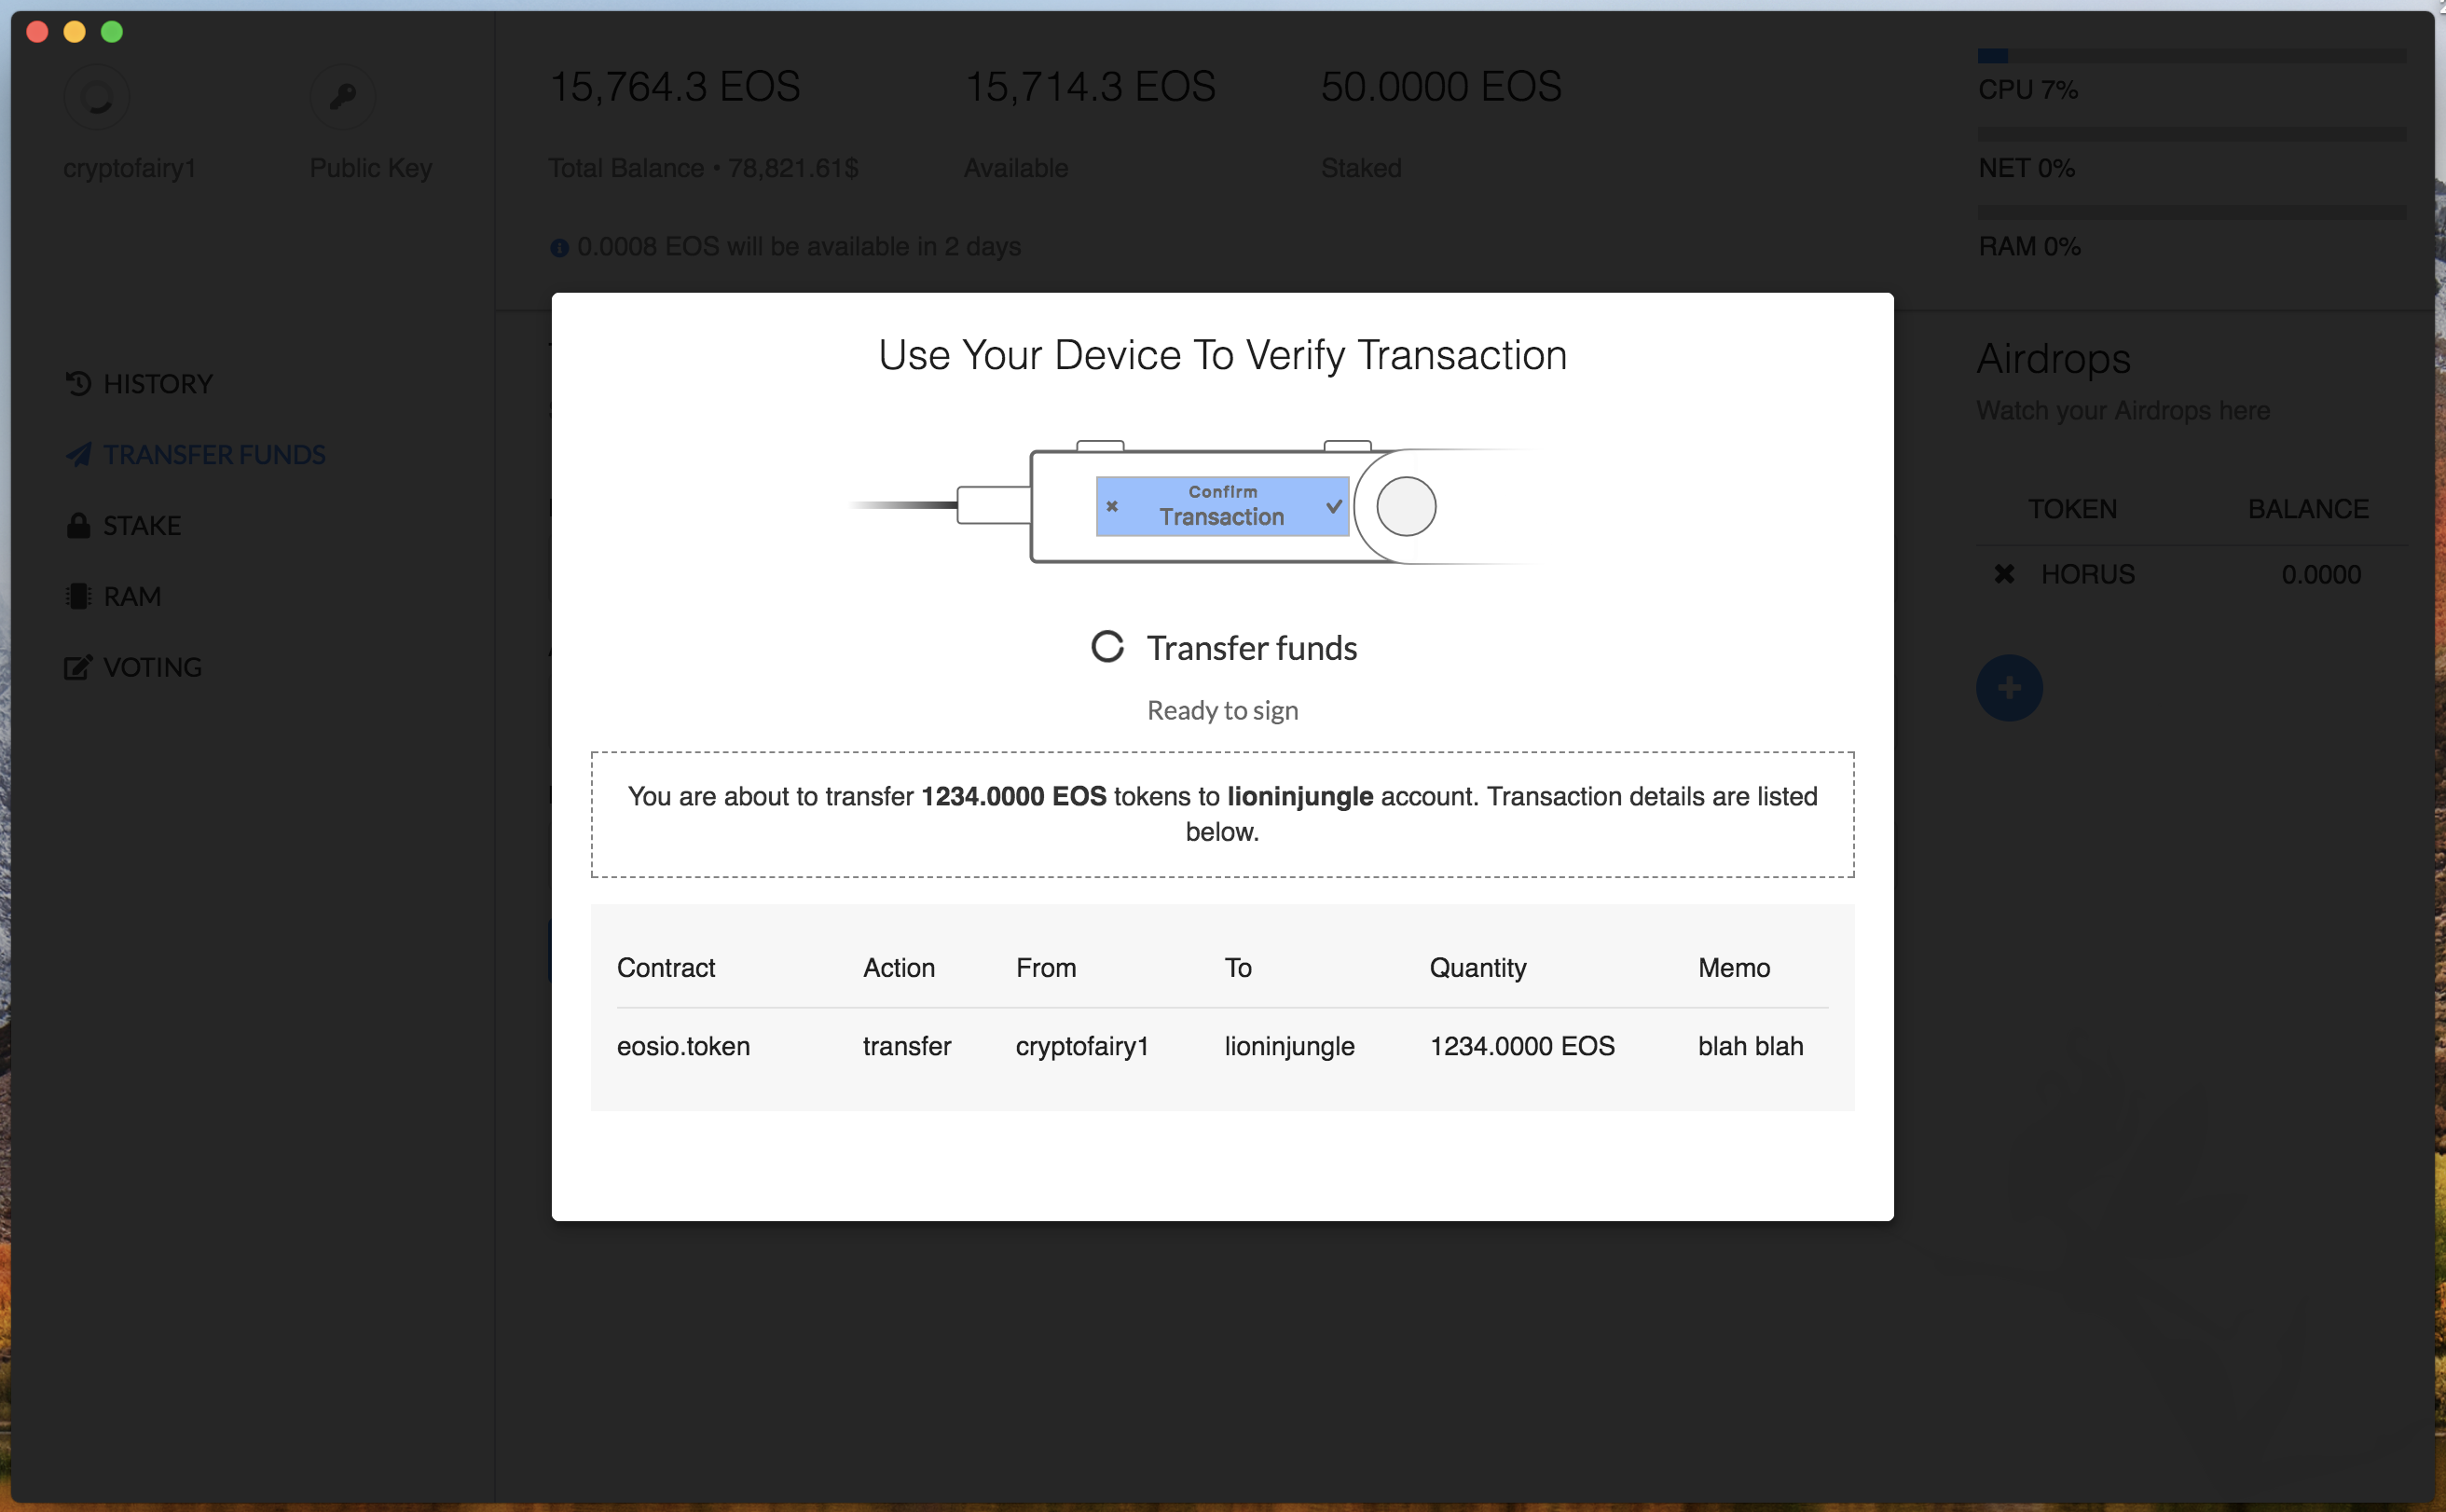 cryptofairy1
Public Key
15,764.3 EOS
Total Balance • 78,821.61$
15,714.3 EOS
Available
50.0000 EOS
Staked
0.0008 EOS will be available in 2 days
CPU 7%
NET 0%
RAM 0%
HISTORY
TRANSFER FUNDS
STAKE
RAM
VOTING
Use Your Device To Verify Transaction
Confirm
Transaction
Transfer funds
Ready to sign
You are about to transfer 1234.0000 EOS tokens to lioninjungle account. Transaction details are listed
below.
Contract Action From To Quantity Memo
eosio.token transfer cryptofairy1 lioninjungle 1234.0000 EOS blah blah
Airdrops
Watch your Airdrops here
TOKEN BALANCE
HORUS 0.0000